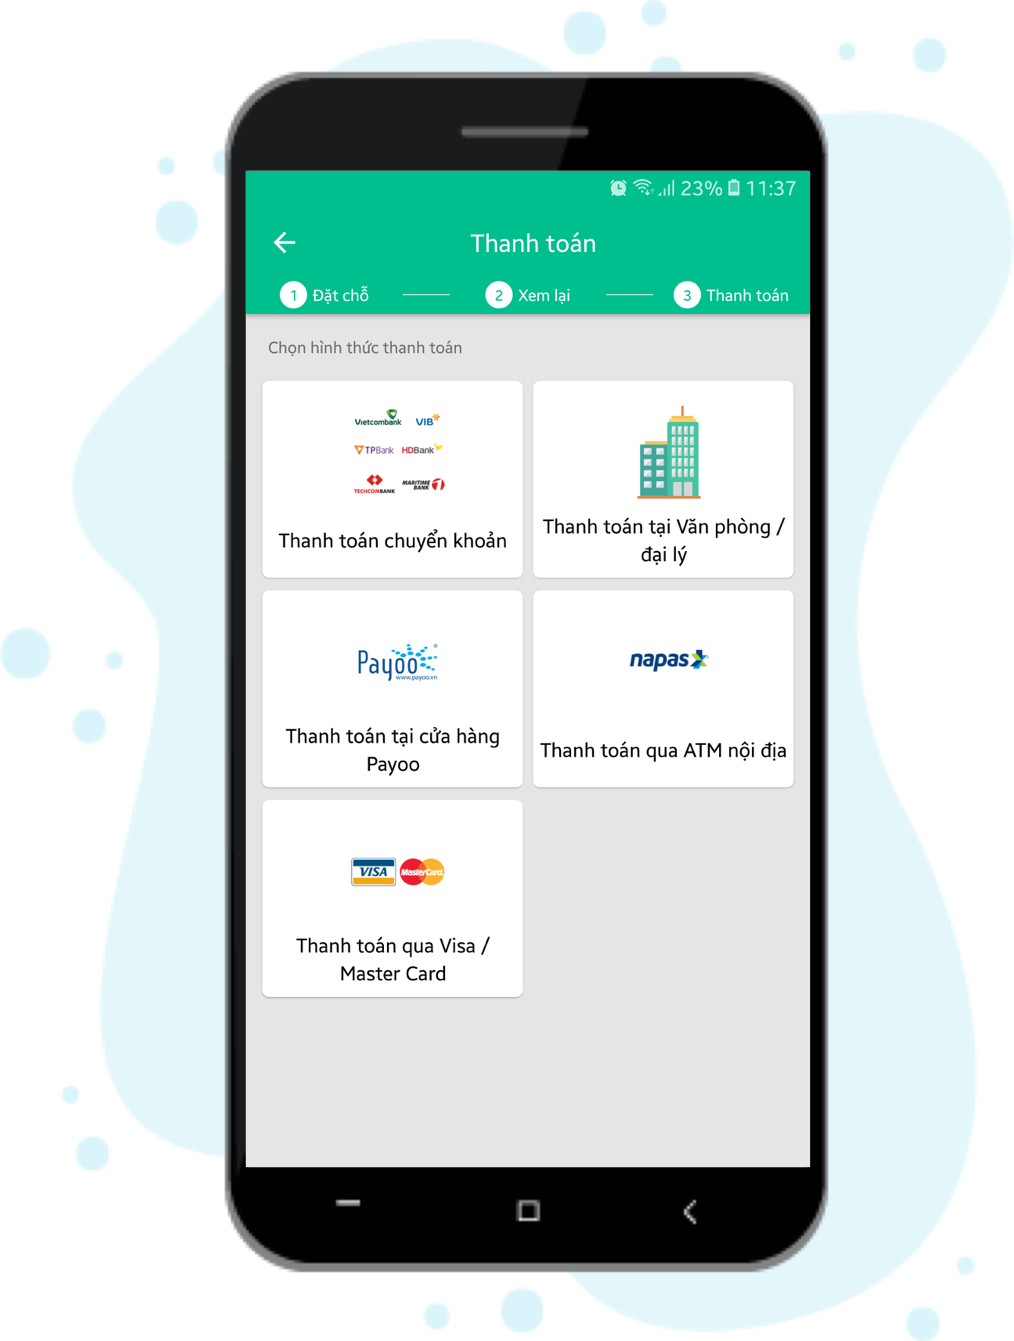 23% 11:37
Thanh toán
1 Đặt chỗ 2 Xem lại 3 Thanh toán
Chọn hình thức thanh toán
Vietcombank VIB
TPBank HDBank
TECHCOMBANK MARITIME BANK
Thanh toán chuyển khoản
Thanh toán tại Văn phòng /
đại lý
Payoo®
www.payoo.vn
Thanh toán tại cửa hàng
Payoo
napas
Thanh toán qua ATM nội địa
VISA MasterCard
Thanh toán qua Visa /
Master Card